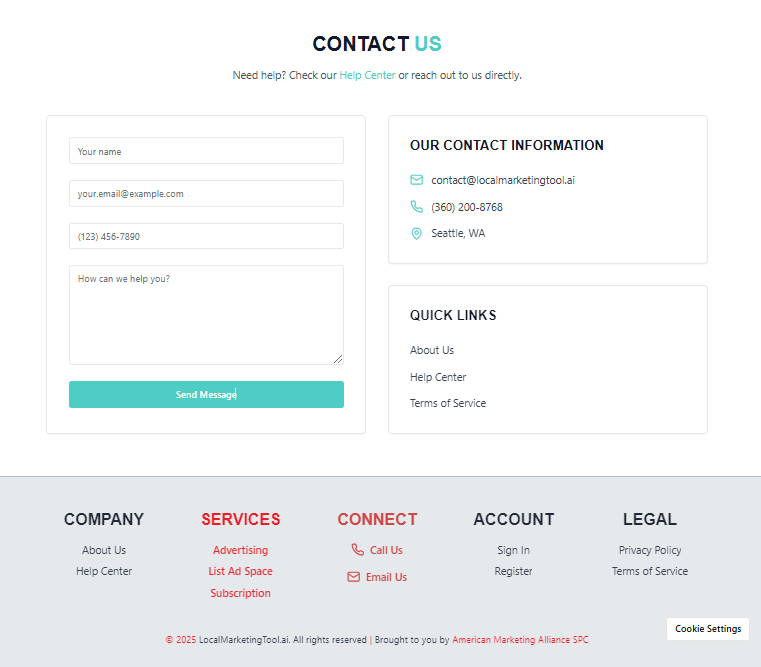 CONTACT US
Need help? Check our Help Center or reach out to us directly.
Your name
your.email@example.com
(123) 456-7890
How can we help you?
Send Message
OUR CONTACT INFORMATION
contact@localmarketingtool.ai
(360) 200-8768
Seattle, WA
QUICK LINKS
About Us
Help Center
Terms of Service
COMPANY
About Us
Help Center
SERVICES
Advertising
List Ad Space
Subscription
CONNECT
Call Us
Email Us
ACCOUNT
Sign In
Register
LEGAL
Privacy Policy
Terms of Service
© 2025 LocalMarketingTool.ai. All rights reserved | Brought to you by American Marketing Alliance SPC
Cookie Settings